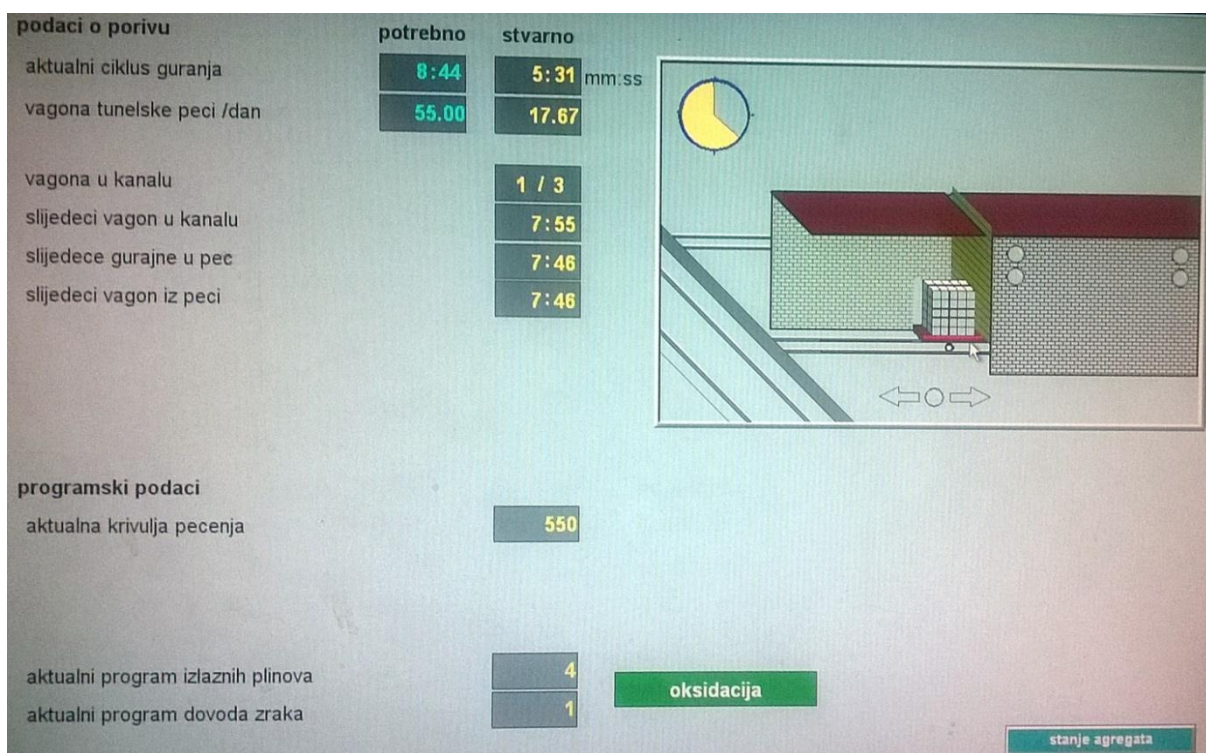 podaci o porivu
potrebno stvarno
aktualni ciklus guranja 8:44 5:31 mm:ss
vagona tunelske peci /dan 55.00 17.67
vagona u kanalu 1 / 3
slijedeci vagon u kanalu 7:55
slijedece gurajne u pec 7:46
slijedeci vagon iz peci 7:46
programski podaci
aktualna krivulja pecenja 550
aktualni program izlaznih plinova 4
oksidacija
aktualni program dovoda zraka 1
stanje agregata